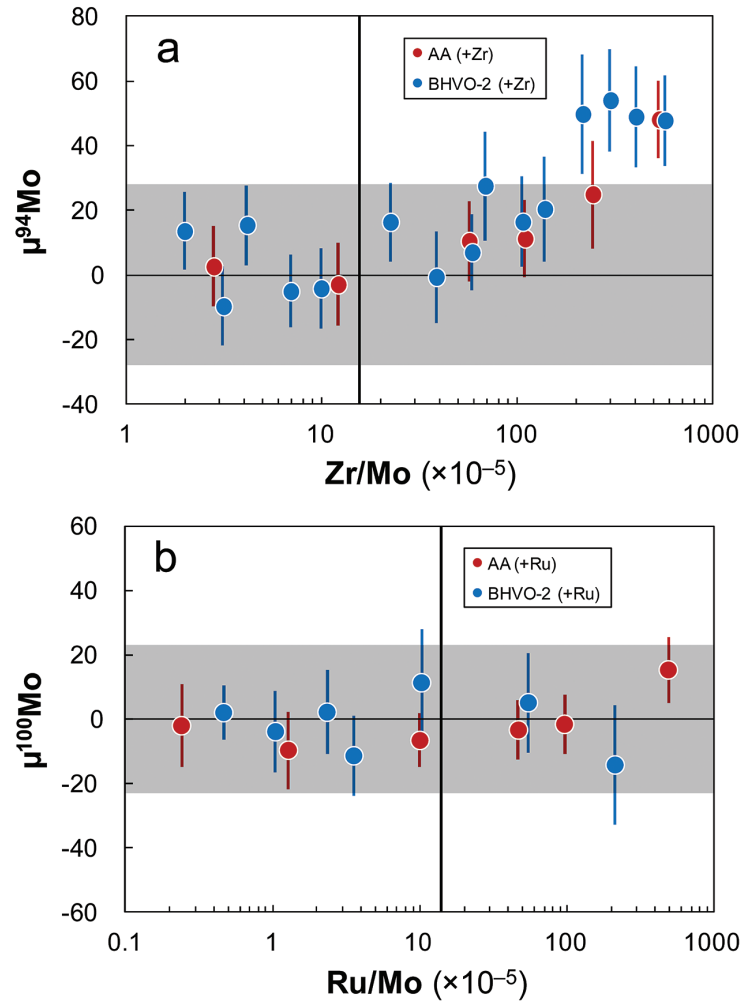 a
AA (+Zr)
BHVO-2 (+Zr)
80
60
40
20
0
-20
-40
μ⁹⁴Mo
1
10
100
1000
Zr/Mo (×10⁻⁵)
b
AA (+Ru)
BHVO-2 (+Ru)
60
40
20
0
-20
-40
-60
μ¹⁰⁰Mo
0.1
1
10
100
1000
Ru/Mo (×10⁻⁵)